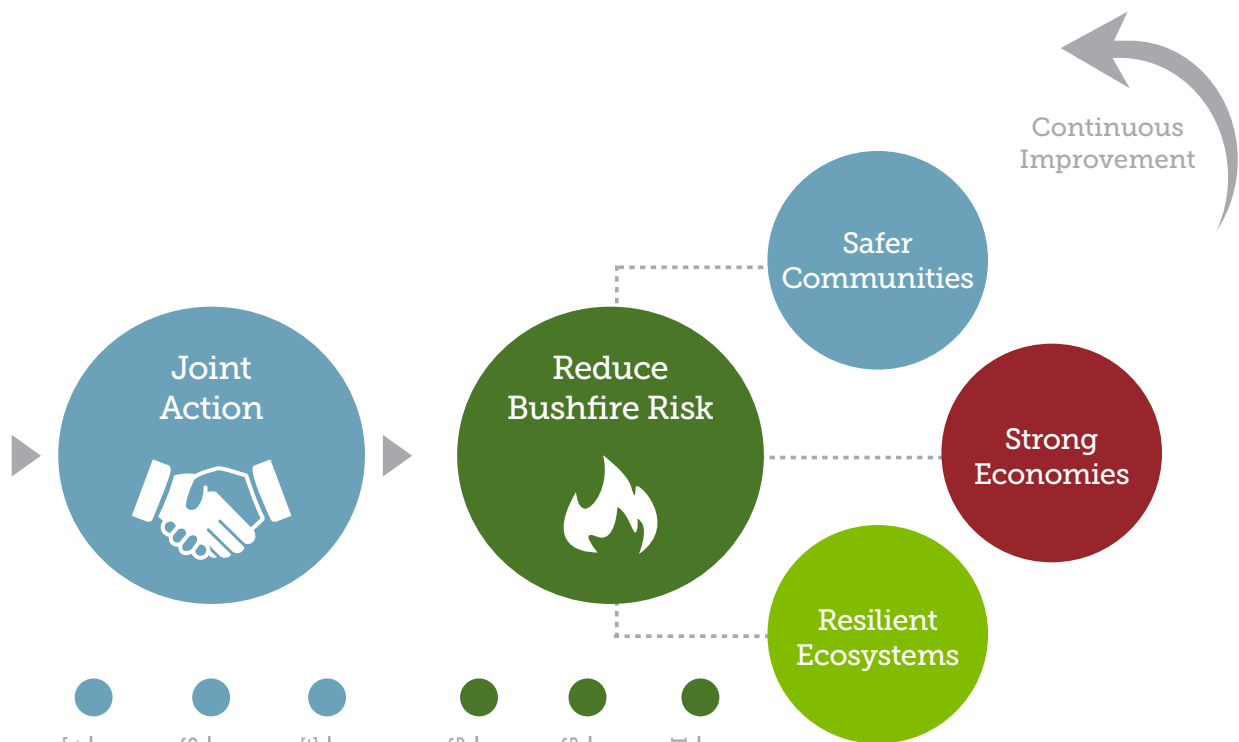 Continuous
Improvement
Safer
Communities
Joint
Action
Reduce
Bushfire Risk
Strong
Economies
Resilient
Ecosystems